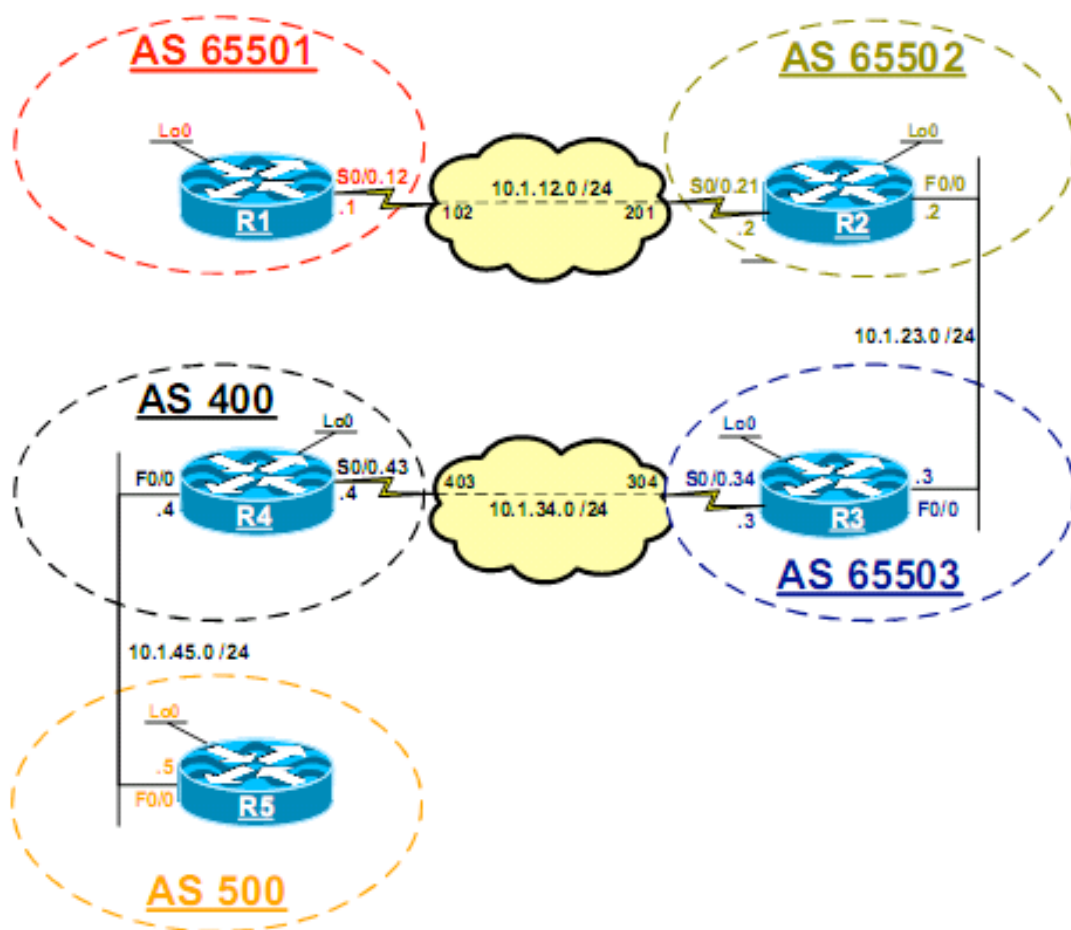 AS 65501
AS 65502
Lo0
Lo0
S0/0.12
10.1.12.0 /24
S0/0.21
F0/0
R1
.1
102
201
.2
R2
.2
10.1.23.0 /24
AS 400
Lo0
Lo0
F0/0
S0/0.43
403
304
S0/0.34
.3
.4
R4
.4
10.1.34.0 /24
.3
R3
F0/0
AS 65503
10.1.45.0 /24
Lo0
.5
F0/0
R5
AS 500